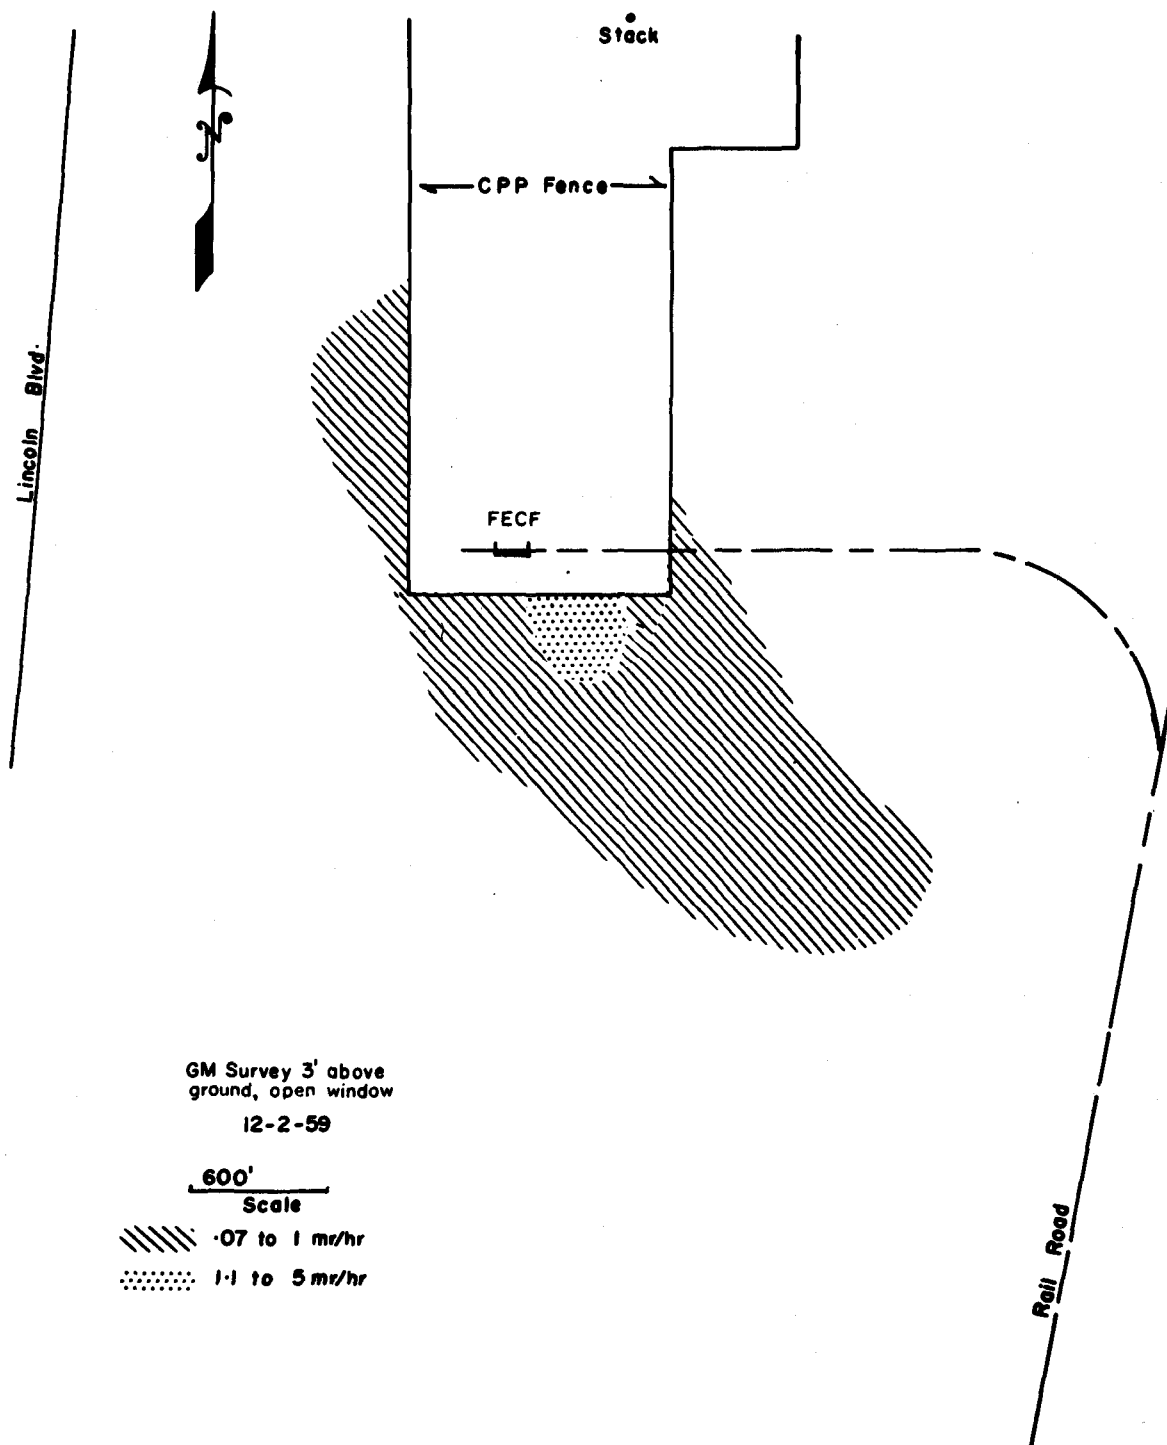 Stack
N
CPP Fence
Lincoln Blvd.
FECF
GM Survey 3' above
ground, open window
12-2-59
600'
Scale
.07 to 1 mr/hr
1.1 to 5 mr/hr
Rail Road